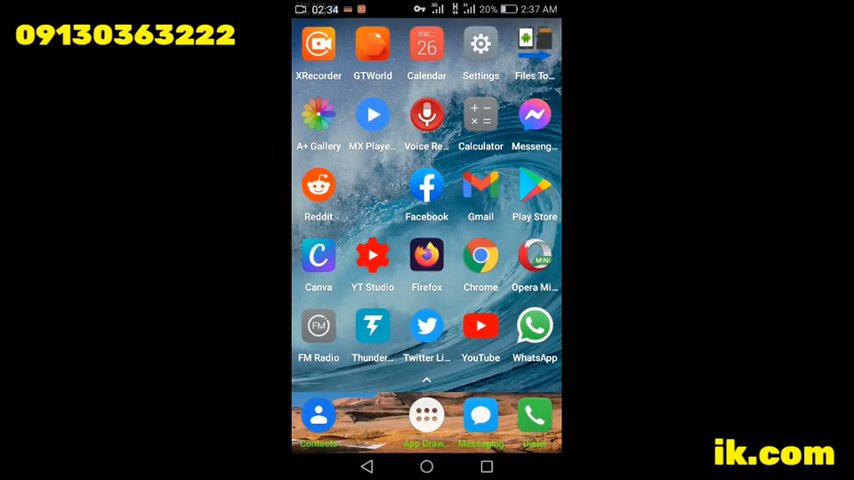 09130363222
02:34
20%
2:37 AM
26
XRecorder
GTWorld
Calendar
Settings
Files To...
A+ Gallery
MX Playe...
Voice Re...
Calculator
Messeng...
Reddit
Facebook
Gmail
Play Store
MINI
Canva
YT Studio
Firefox
Chrome
Opera Mi...
FM
FM Radio
Thunder...
Twitter Li...
YouTube
WhatsApp
Contacts
App Draw...
Messaging
Dialer
ik.com